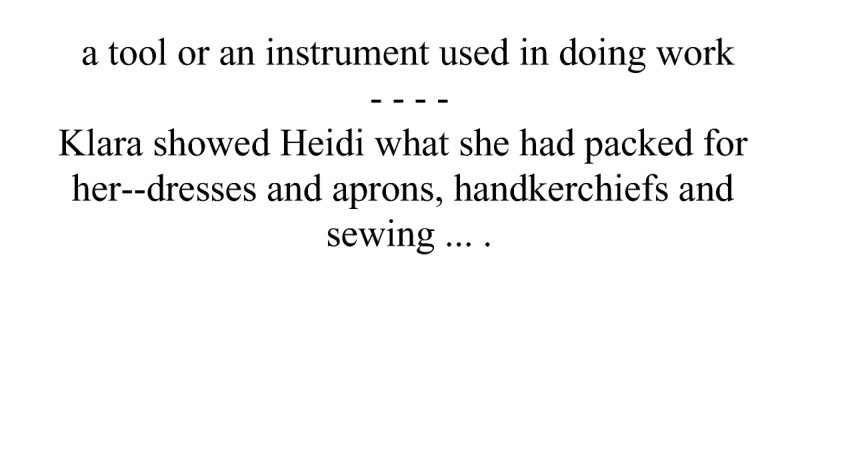 a tool or an instrument used in doing work
- - - -
Klara showed Heidi what she had packed for
her--dresses and aprons, handkerchiefs and
sewing ... .